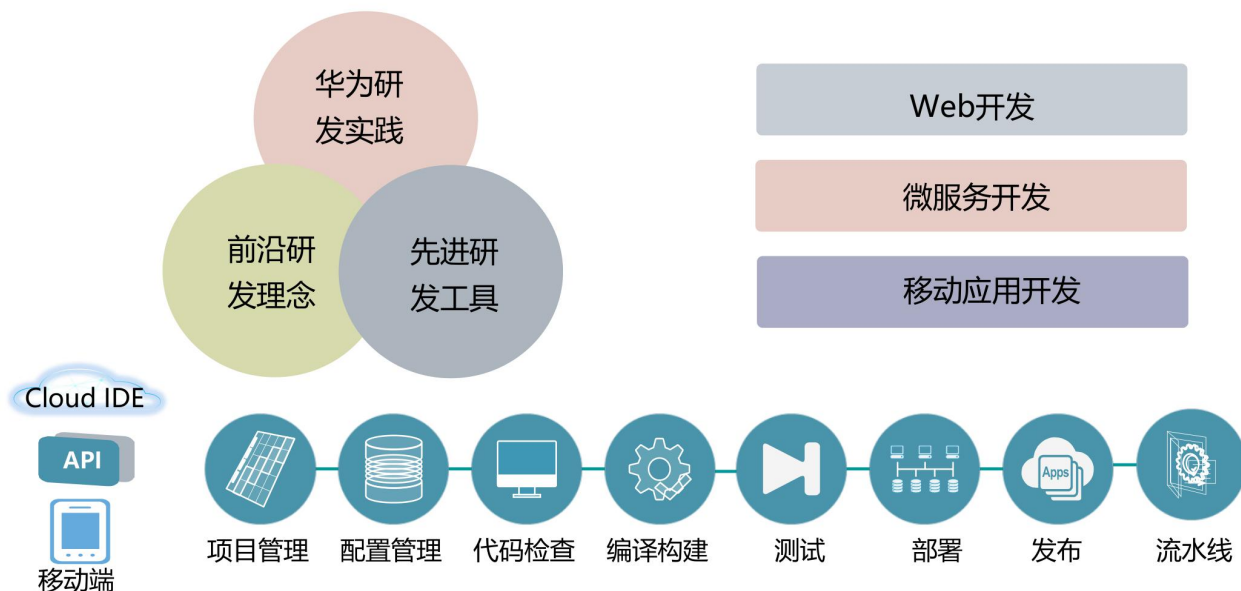 华为研
发实践
前沿研
发理念
先进研
发工具
Web开发
微服务开发
移动应用开发
Cloud IDE
API
移动端
Apps
项目管理
配置管理
代码检查
编译构建
测试
部署
发布
流水线